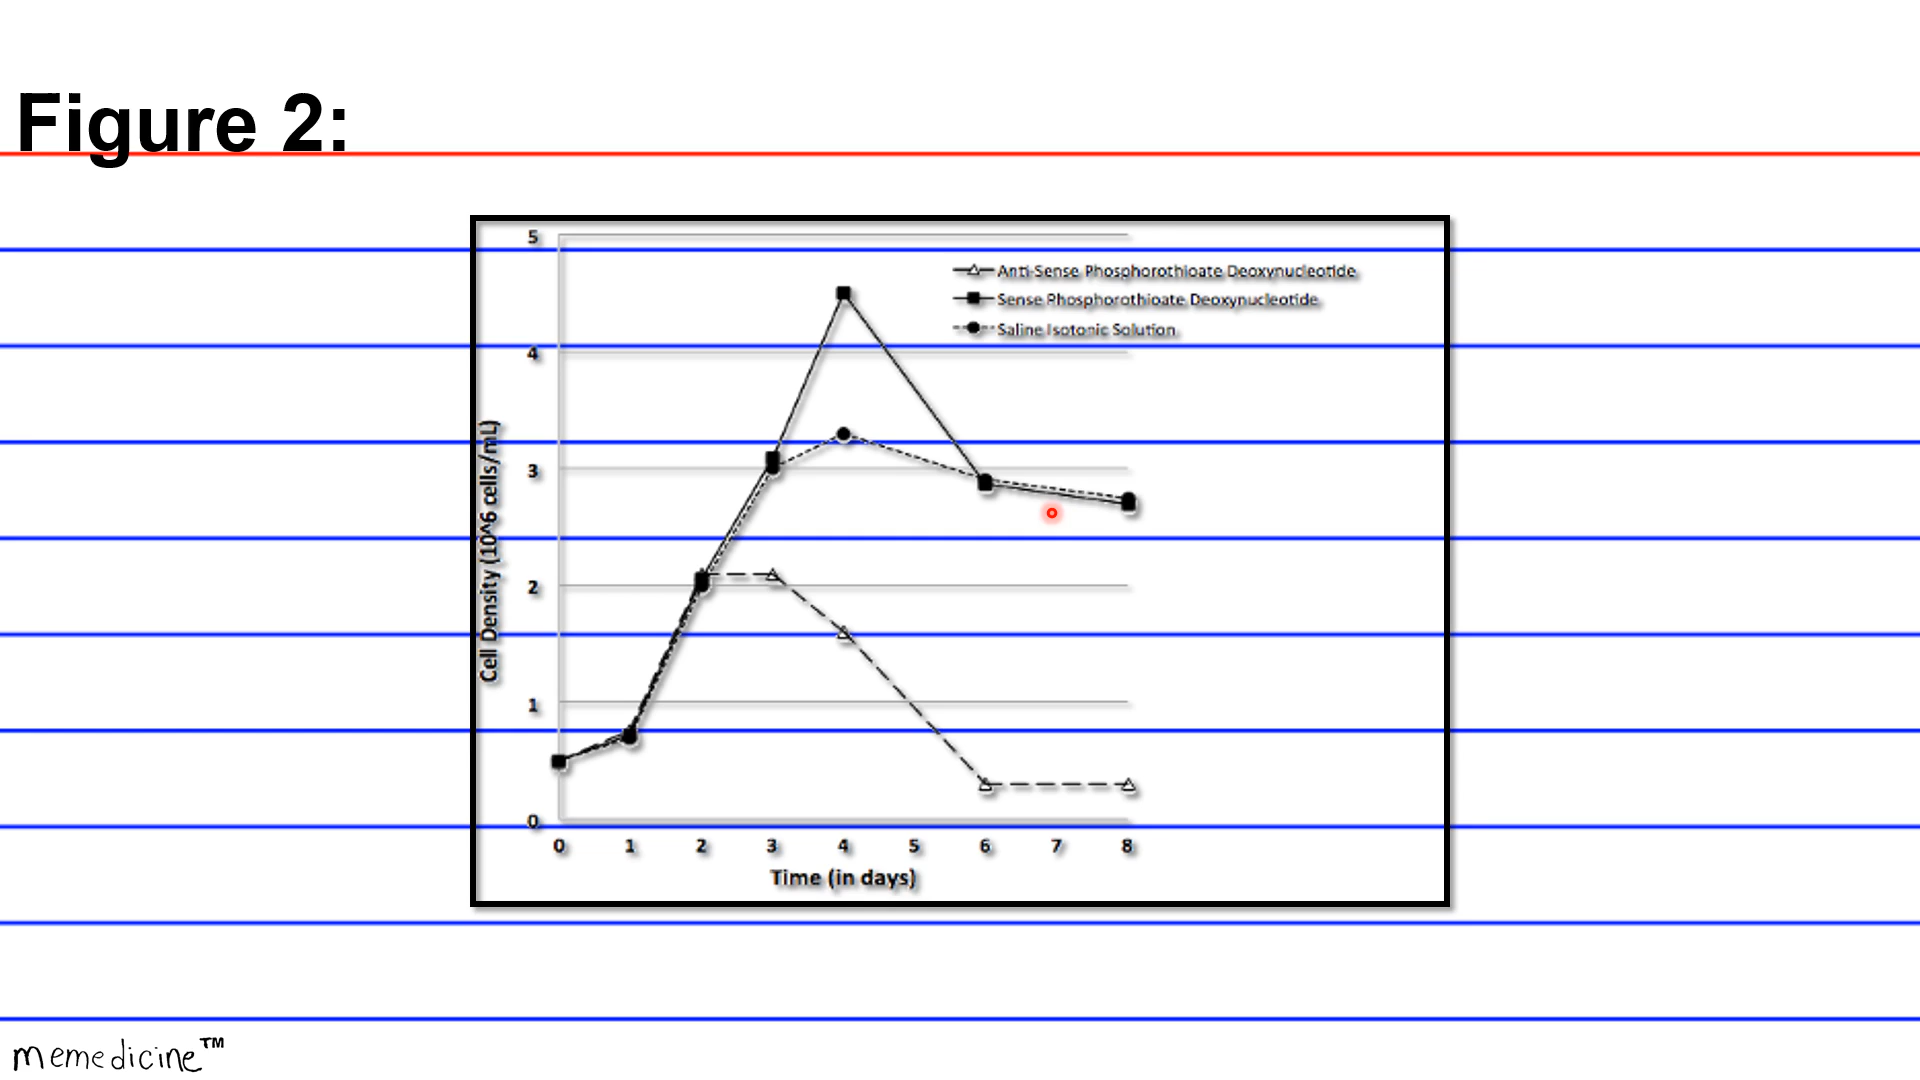 Figure 2:
5
4
3
2
1
0
Cell Density (10^6 cells/mL)
Anti-Sense Phosphorothioate Deoxynucleotide
Sense Phosphorothioate Deoxynucleotide
Saline Isotonic Solution
0 1 2 3 4 5 6 7 8
Time (in days)
memedicine™